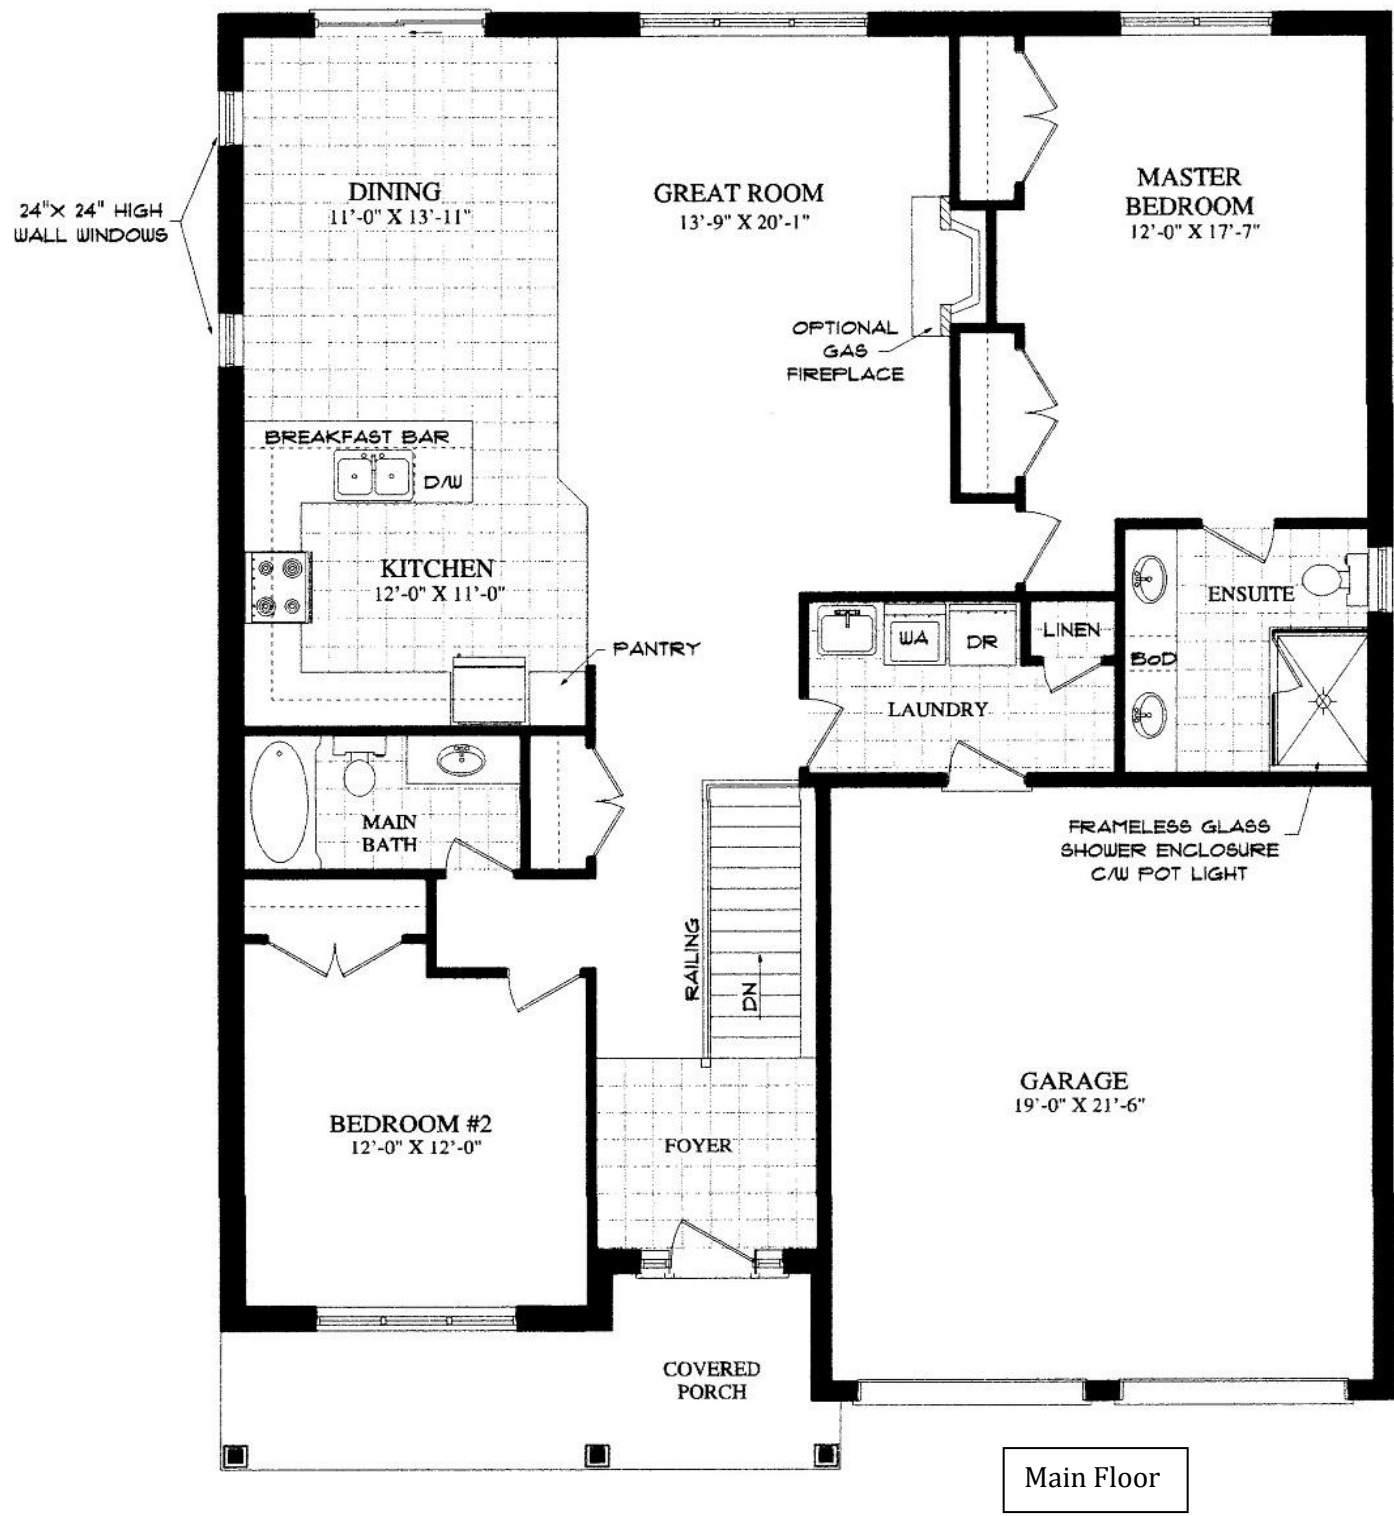 DINING
11'-0" X 13'-11"
GREAT ROOM
13'-9" X 20'-1"
MASTER
BEDROOM
12'-0" X 17'-7"
24"X 24" HIGH
WALL WINDOWS
OPTIONAL
GAS
FIREPLACE
BREAKFAST BAR
D/W
KITCHEN
12'-0" X 11'-0"
ENSUITE
PANTRY
WA
DR
LINEN
BoD
LAUNDRY
MAIN
BATH
FRAMELESS GLASS
SHOWER ENCLOSURE
C/W POT LIGHT
RAILING
DN
GARAGE
19'-0" X 21'-6"
BEDROOM #2
12'-0" X 12'-0"
FOYER
COVERED
PORCH
Main Floor